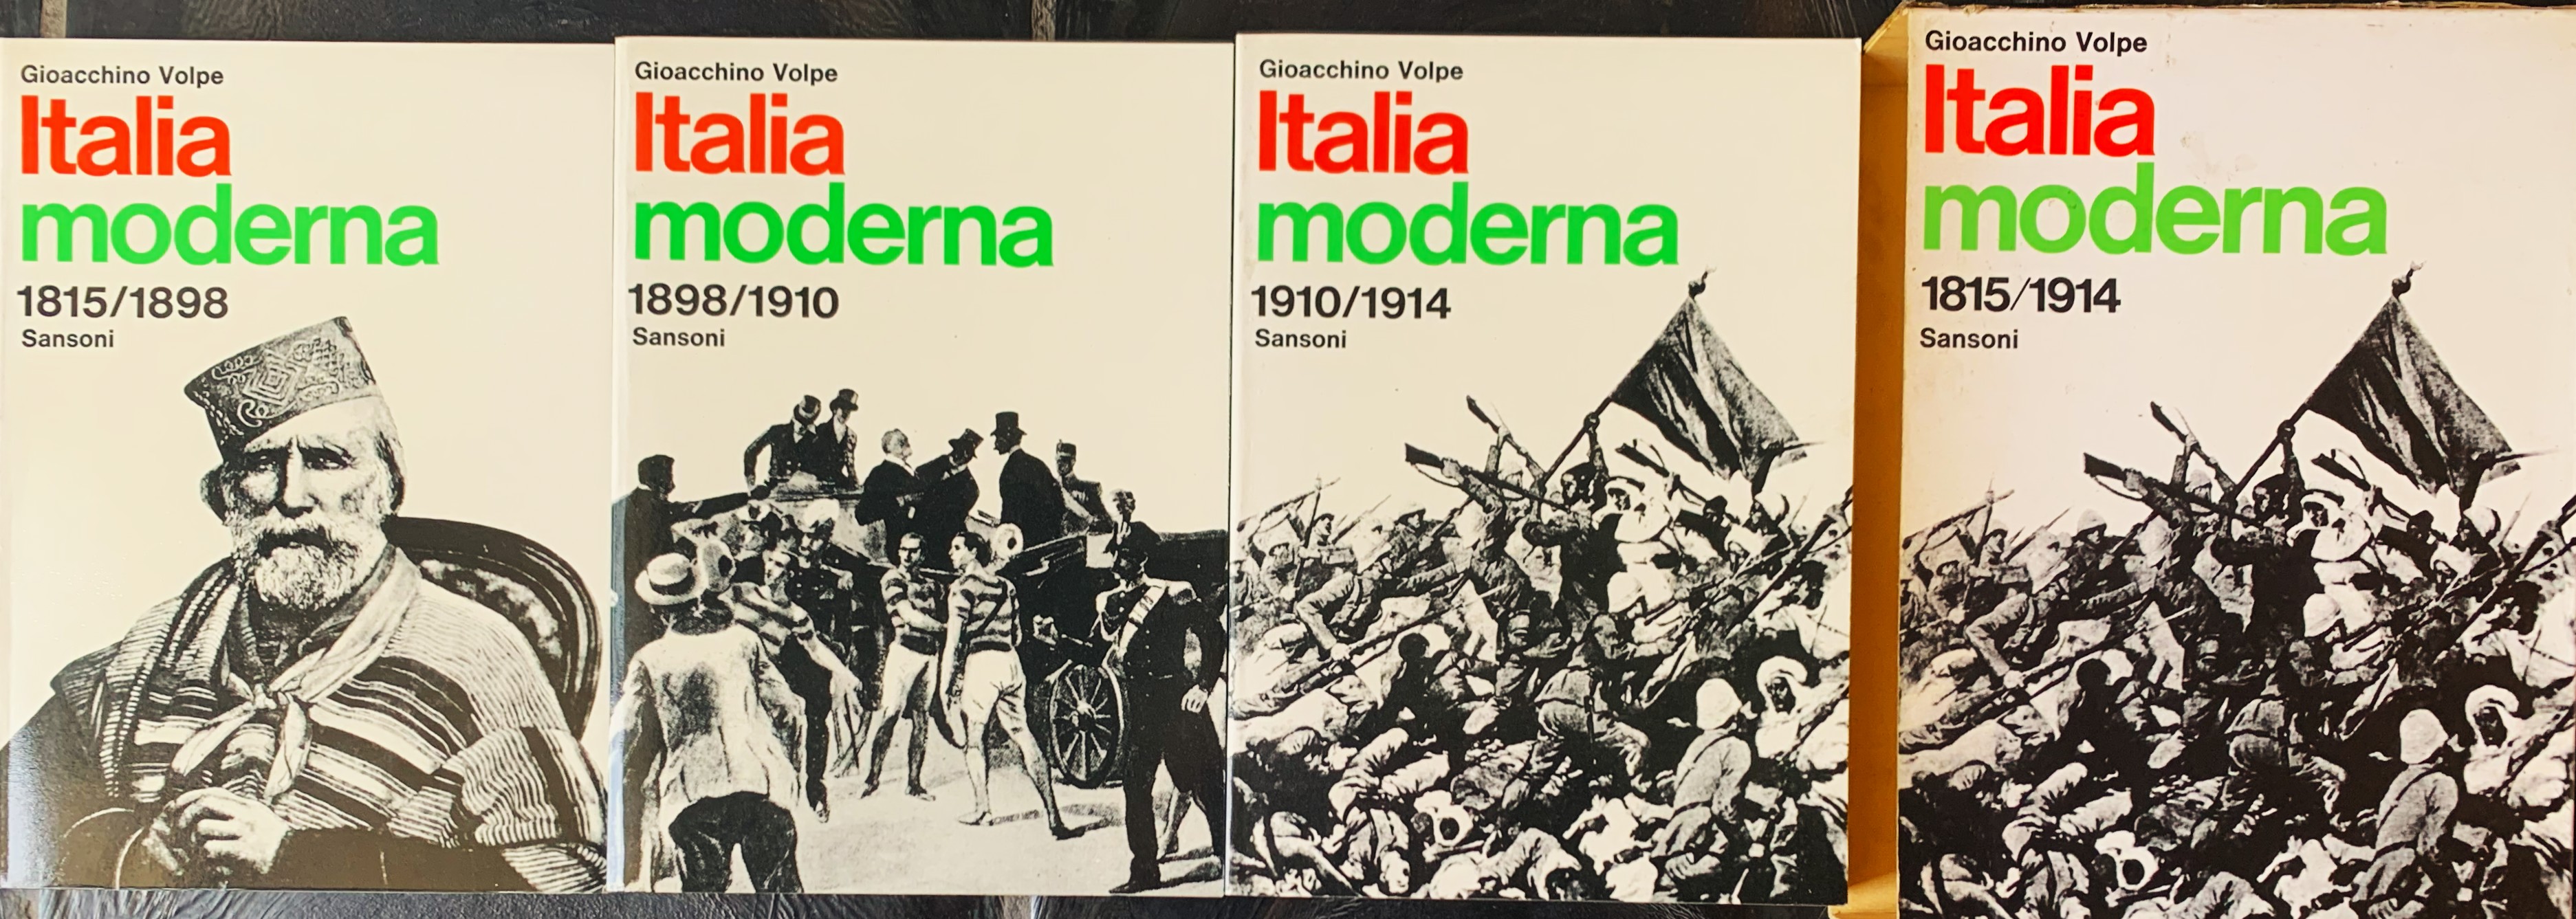 Gioacchino Volpe
Italia
moderna
1815/1898
Sansoni
Gioacchino Volpe
Italia
moderna
1898/1910
Sansoni
Gioacchino Volpe
Italia
moderna
1910/1914
Sansoni
Gioacchino Volpe
Italia
moderna
1815/1914
Sansoni